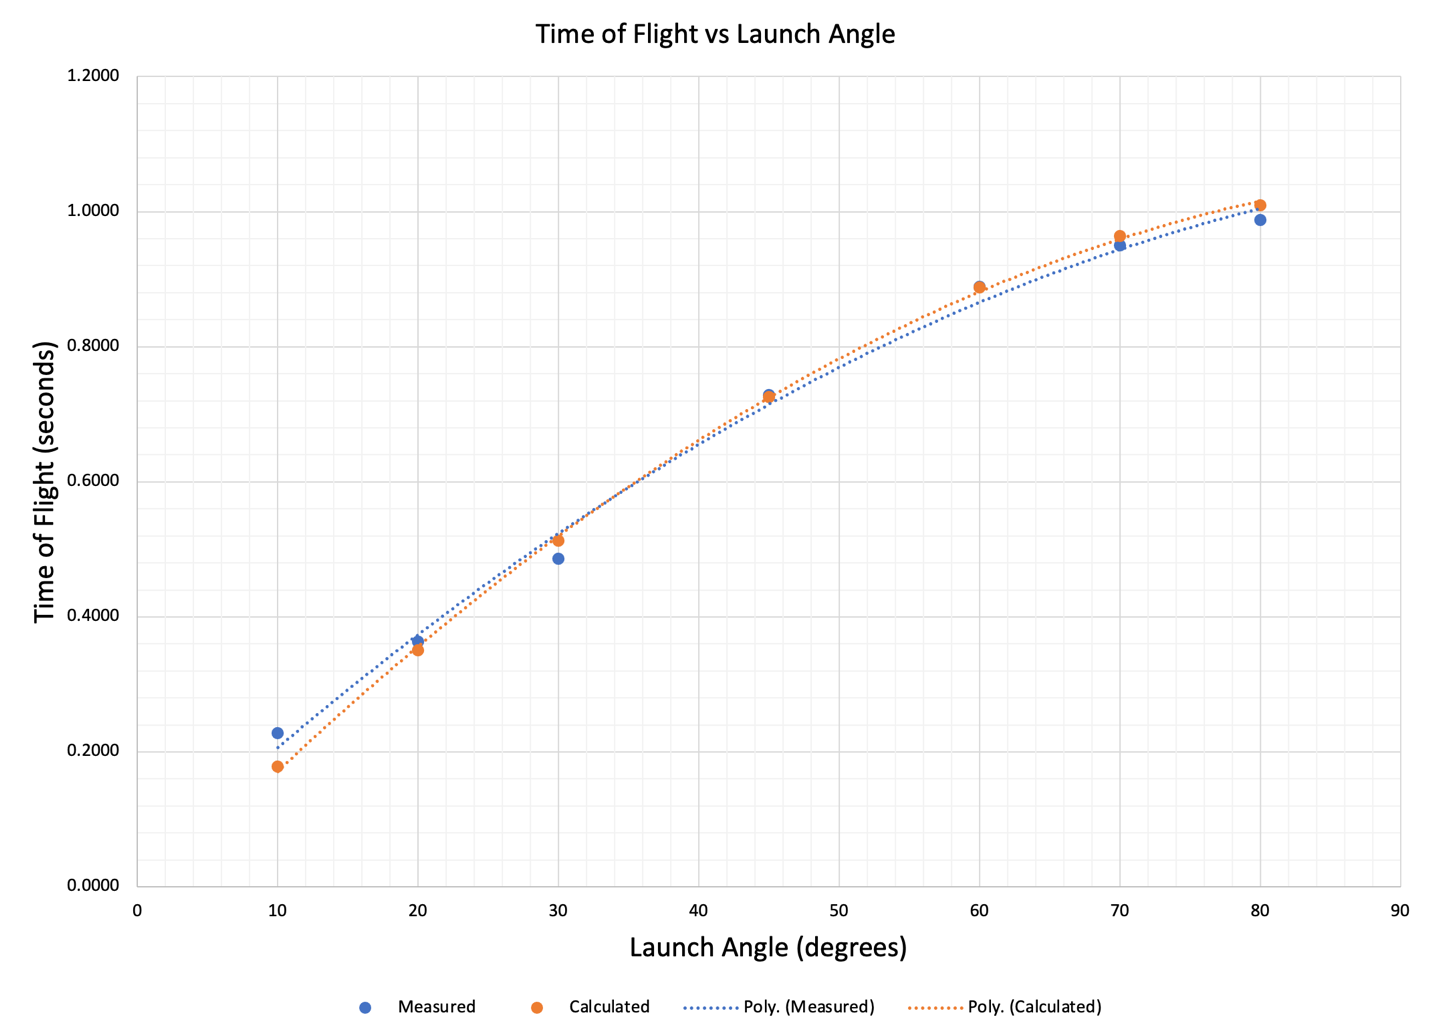 Time of Flight vs Launch Angle
1.2000
1.0000
0.8000
0.6000
0.4000
0.2000
0.0000
Time of Flight (seconds)
0 10 20 30 40 50 60 70 80 90
Launch Angle (degrees)
Measured Calculated Poly. (Measured) Poly. (Calculated)